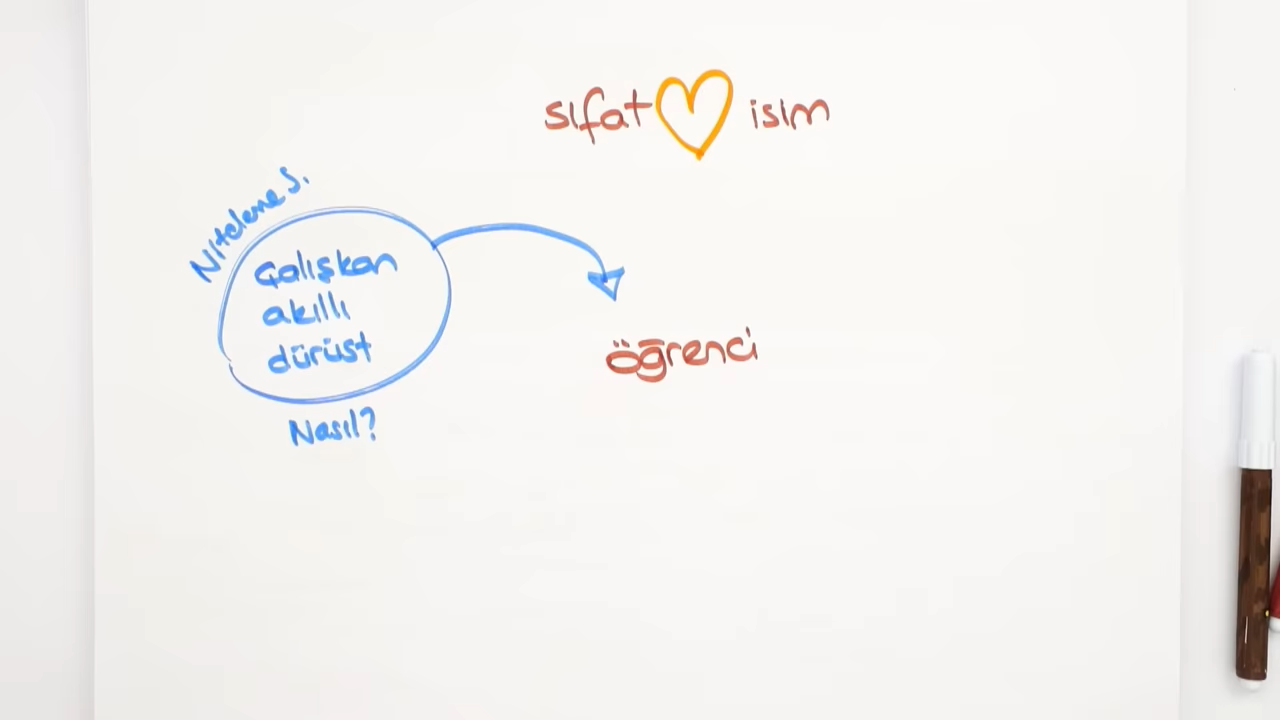 sıfat isim
Niteleme S.
Çalışkan
akıllı
dürüst
Nasıl?
öğrenci